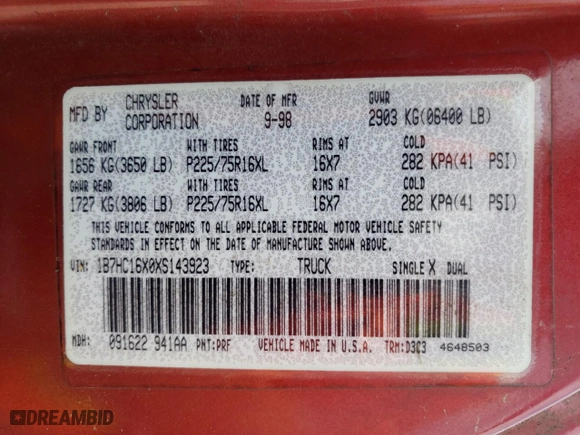 MFD BY CHRYSLER CORPORATION DATE OF MFR 9-98 GVWR 2903 KG(06400 LB)
GAWR FRONT WITH TIRES RIMS AT COLD
1656 KG(3650 LB) P225/75R16XL 16X7 282 KPA(41 PSI)
GAWR REAR WITH TIRES RIMS AT COLD
1727 KG(3806 LB) P225/75R16XL 16X7 282 KPA(41 PSI)
THIS VEHICLE CONFORMS TO ALL APPLICABLE FEDERAL MOTOR VEHICLE SAFETY
STANDARDS IN EFFECT ON THE DATE OF MANUFACTURE SHOWN ABOVE.
VIN: 1B7HC16X0XS143923 TYPE: TRUCK SINGLE X DUAL
MDH: 091622 941AA PNT:PRF VEHICLE MADE IN U.S.A. TRM:D3C3 4648503
DREAMBID